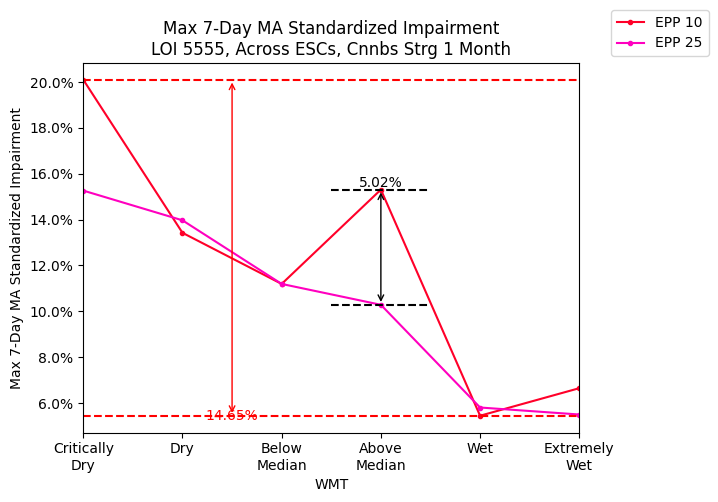 Max 7-Day MA Standardized Impairment
LOI 5555, Across ESCs, Cnnbs Strg 1 Month
EPP 10
EPP 25
Max 7-Day MA Standardized Impairment
20.0%
18.0%
16.0%
14.0%
12.0%
10.0%
8.0%
6.0%
5.02%
14.65%
Critically
Dry
Dry
Below
Median
Above
Median
Wet
Extremely
Wet
WMT